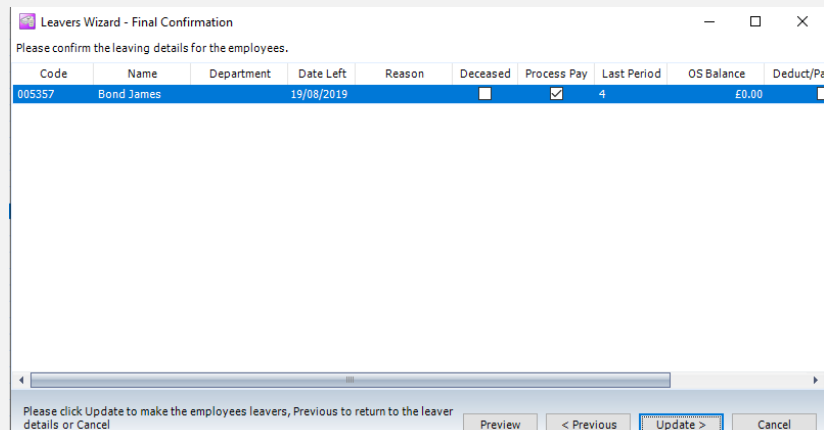 Leavers Wizard - Final Confirmation
Please confirm the leaving details for the employees.
Code Name Department Date Left Reason Deceased Process Pay Last Period OS Balance Deduct/Pa
005357 Bond James 19/08/2019 4 £0.00
Please click Update to make the employees leavers, Previous to return to the leaver
details or Cancel
Preview < Previous Update > Cancel